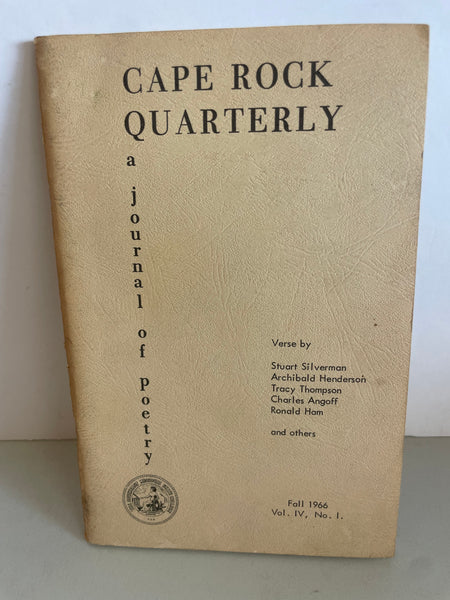 CAPE ROCK
QUARTERLY
a journal of poetry
Verse by
Stuart Silverman
Archibald Henderson
Tracy Thompson
Charles Angoff
Ronald Ham
and others
Fall 1966
Vol. IV, No. 1.